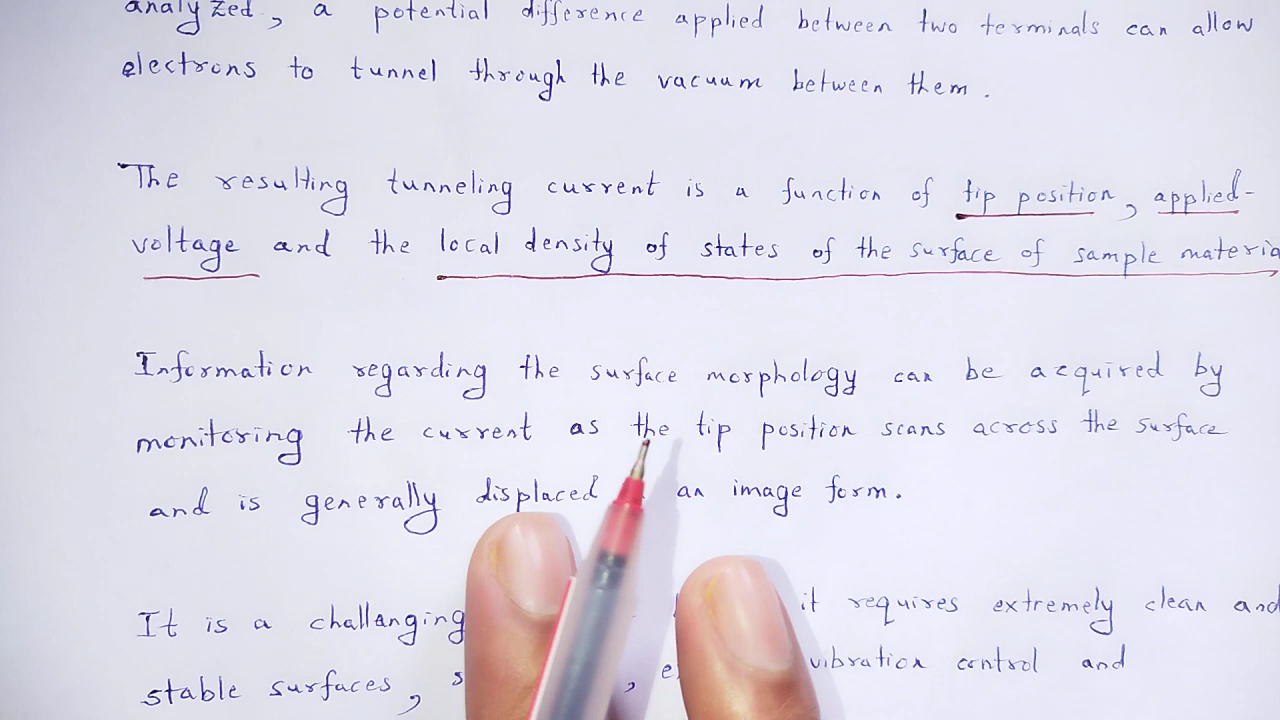 analyzed, a potential difference applied between two terminals can allow
electrons to tunnel through the vacuum between them.
The resulting tunneling current is a function of tip position, applied-
voltage and the local density of states of the surface of sample materia
Information regarding the surface morphology can be acquired by
monitoring the current as the tip position scans across the surface
and is generally displaced an image form.
It is a challanging it requires extremely clean and
stable surfaces, vibration control and